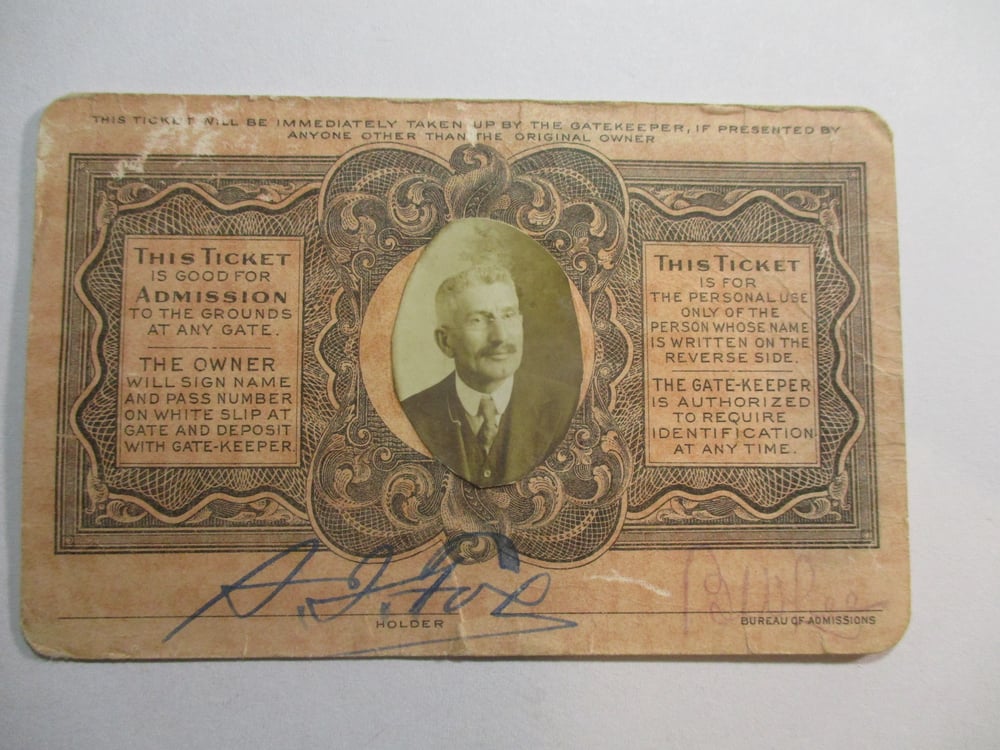 THIS TICKET WILL BE IMMEDIATELY TAKEN UP BY THE GATEKEEPER, IF PRESENTED BY
ANYONE OTHER THAN THE ORIGINAL OWNER
THIS TICKET
IS GOOD FOR
ADMISSION
TO THE GROUNDS
AT ANY GATE.
THE OWNER
WILL SIGN NAME
AND PASS NUMBER
ON WHITE SLIP AT
GATE AND DEPOSIT
WITH GATE-KEEPER
THIS TICKET
IS FOR
THE PERSONAL USE
ONLY OF THE
PERSON WHOSE NAME
IS WRITTEN ON THE
REVERSE SIDE.
THE GATE-KEEPER
IS AUTHORIZED
TO REQUIRE
IDENTIFICATION
AT ANY TIME.
HOLDER
BUREAU OF ADMISSIONS